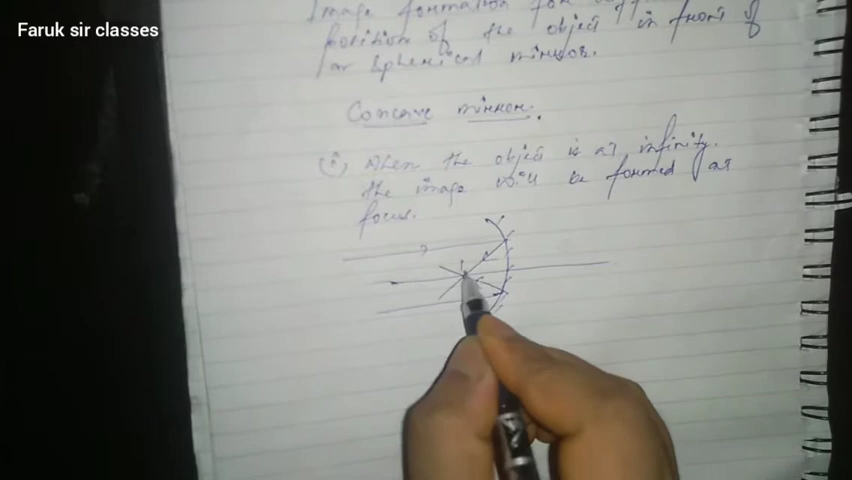 Faruk sir classes
Image formation for
position of the object in front of
an spherical mirror.
Concave mirror.
(i) When the object is at infinity.
the image will be formed at
focus.